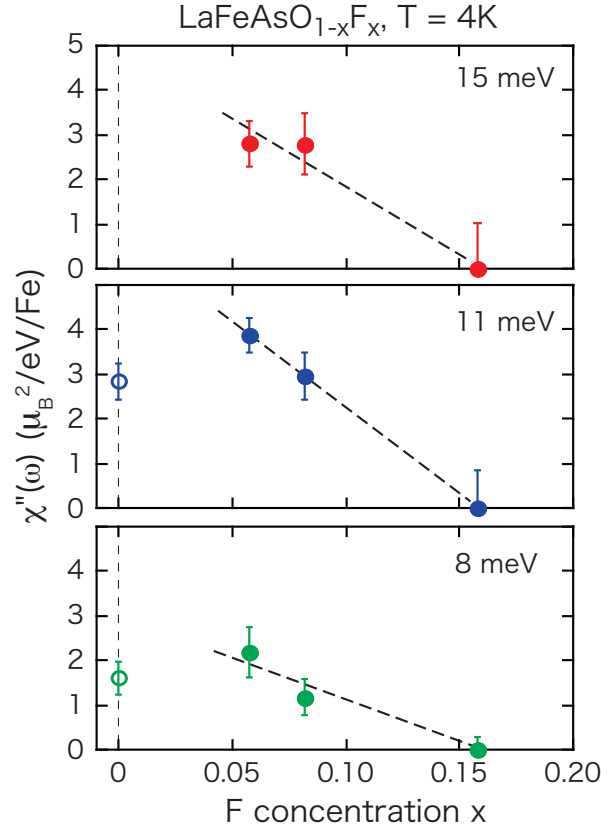 LaFeAsO₁₋ₓFₓ, T = 4K
5
15 meV
4
3
2
1
0
11 meV
4
3
2
1
0
8 meV
4
3
2
1
0
χ"(ω) (μ_B²/eV/Fe)
0 0.05 0.10 0.15 0.20
F concentration x